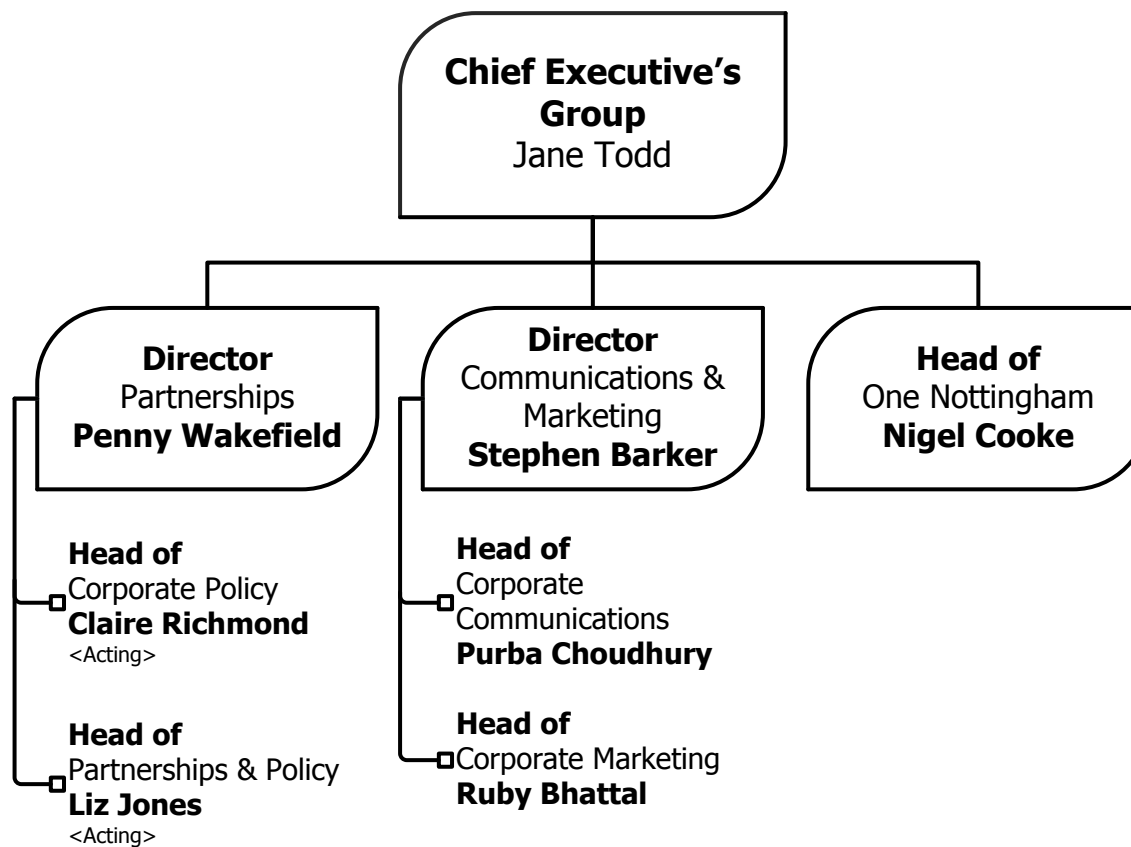 Chief Executive’s
Group
Jane Todd
Director
Partnerships
Penny Wakefield
Director
Communications &
Marketing
Stephen Barker
Head of
One Nottingham
Nigel Cooke
Head of
Corporate Policy
Claire Richmond
<Acting>
Head of
Partnerships & Policy
Liz Jones
<Acting>
Head of
Corporate
Communications
Purba Choudhury
Head of
Corporate Marketing
Ruby Bhattal